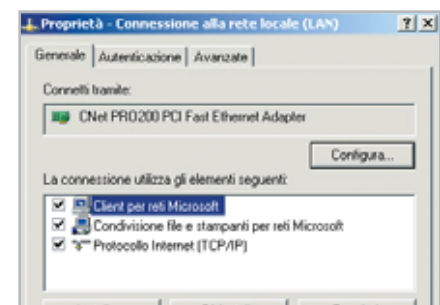 Proprietà - Connessione alla rete locale (LAN)
Generale Autenticazione Avanzate
Connetti tramite:
CNet PRO200 PCI Fast Ethernet Adapter
Configura...
La connessione utilizza gli elementi seguenti:
Client per reti Microsoft
Condivisione file e stampanti per reti Microsoft
Protocollo Internet (TCP/IP)